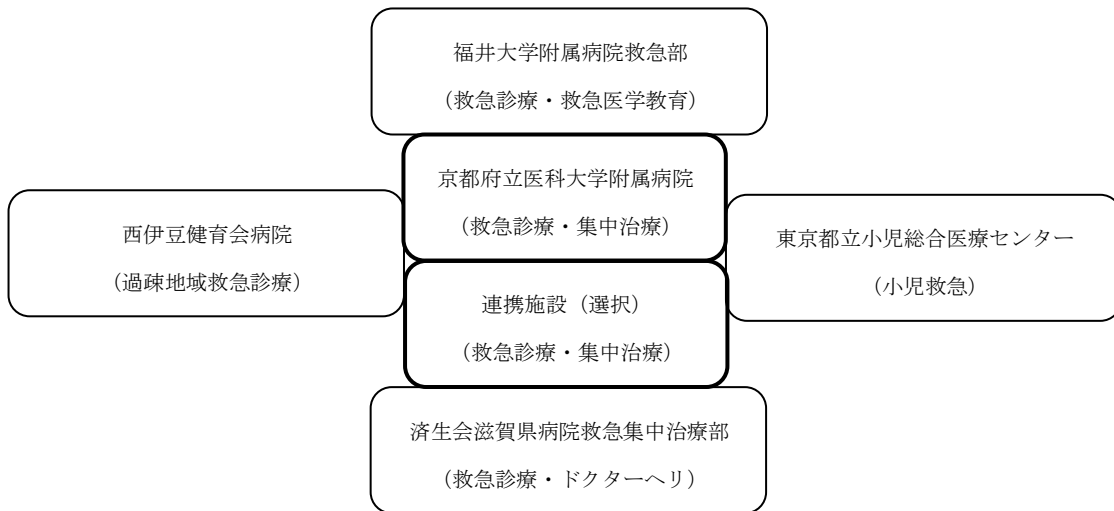 福井大学附属病院救急部
（救急診療・救急医学教育）
京都府立医科大学附属病院
（救急診療・集中治療）
西伊豆健育会病院
（過疎地域救急診療）
東京都立小児総合医療センター
（小児救急）
連携施設（選択）
（救急診療・集中治療）
済生会滋賀県病院救急集中治療部
（救急診療・ドクターヘリ）